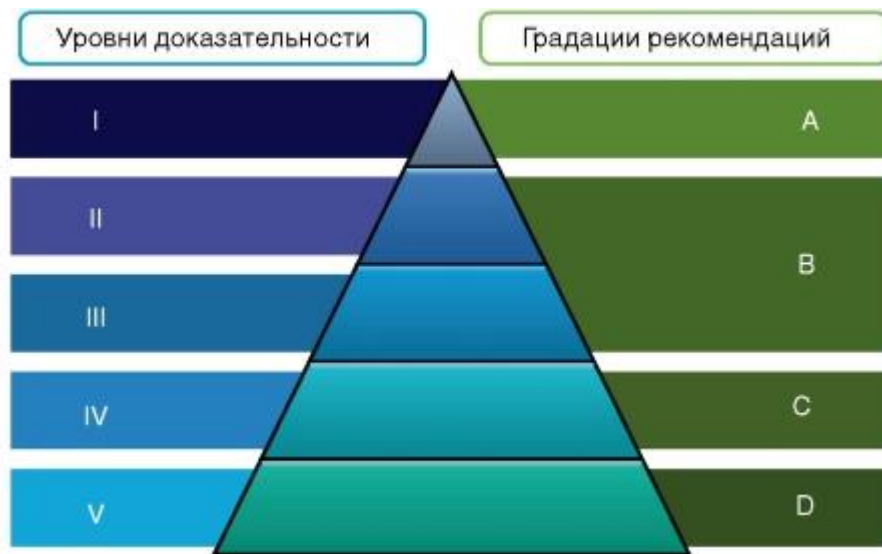 Уровни доказательности
Градации рекомендаций
I
A
II
B
III
IV
C
V
D